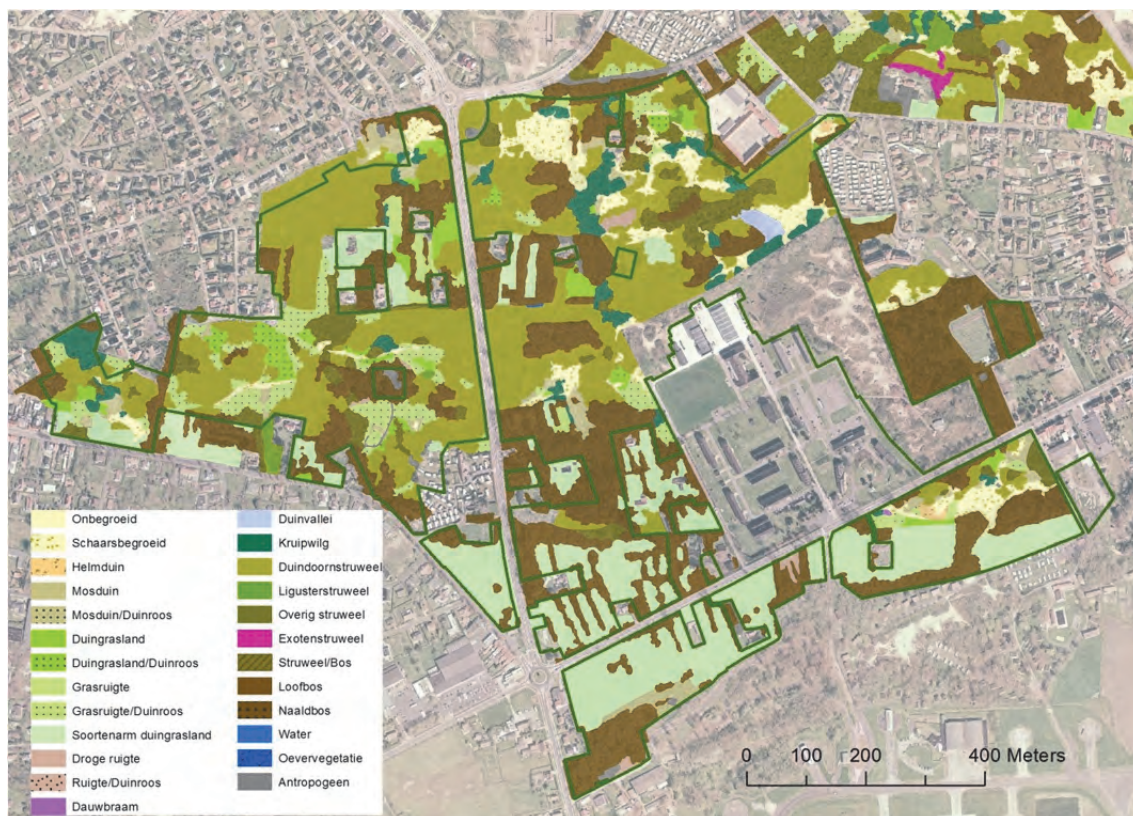 Onbegroeid
Schaarsbegroeid
Helmduin
Mosduin
Mosduin/Duinroos
Duingrasland
Duingrasland/Duinroos
Grasruigte
Grasruigte/Duinroos
Soortenarm duingrasland
Droge ruigte
Ruigte/Duinroos
Dauwbraam
Duinvallei
Kruipwilg
Duindoornstruweel
Ligusterstruweel
Overig struweel
Exotenstruweel
Struweel/Bos
Loofbos
Naaldbos
Water
Oevervegetatie
Antropogeen
0 100 200 400 Meters